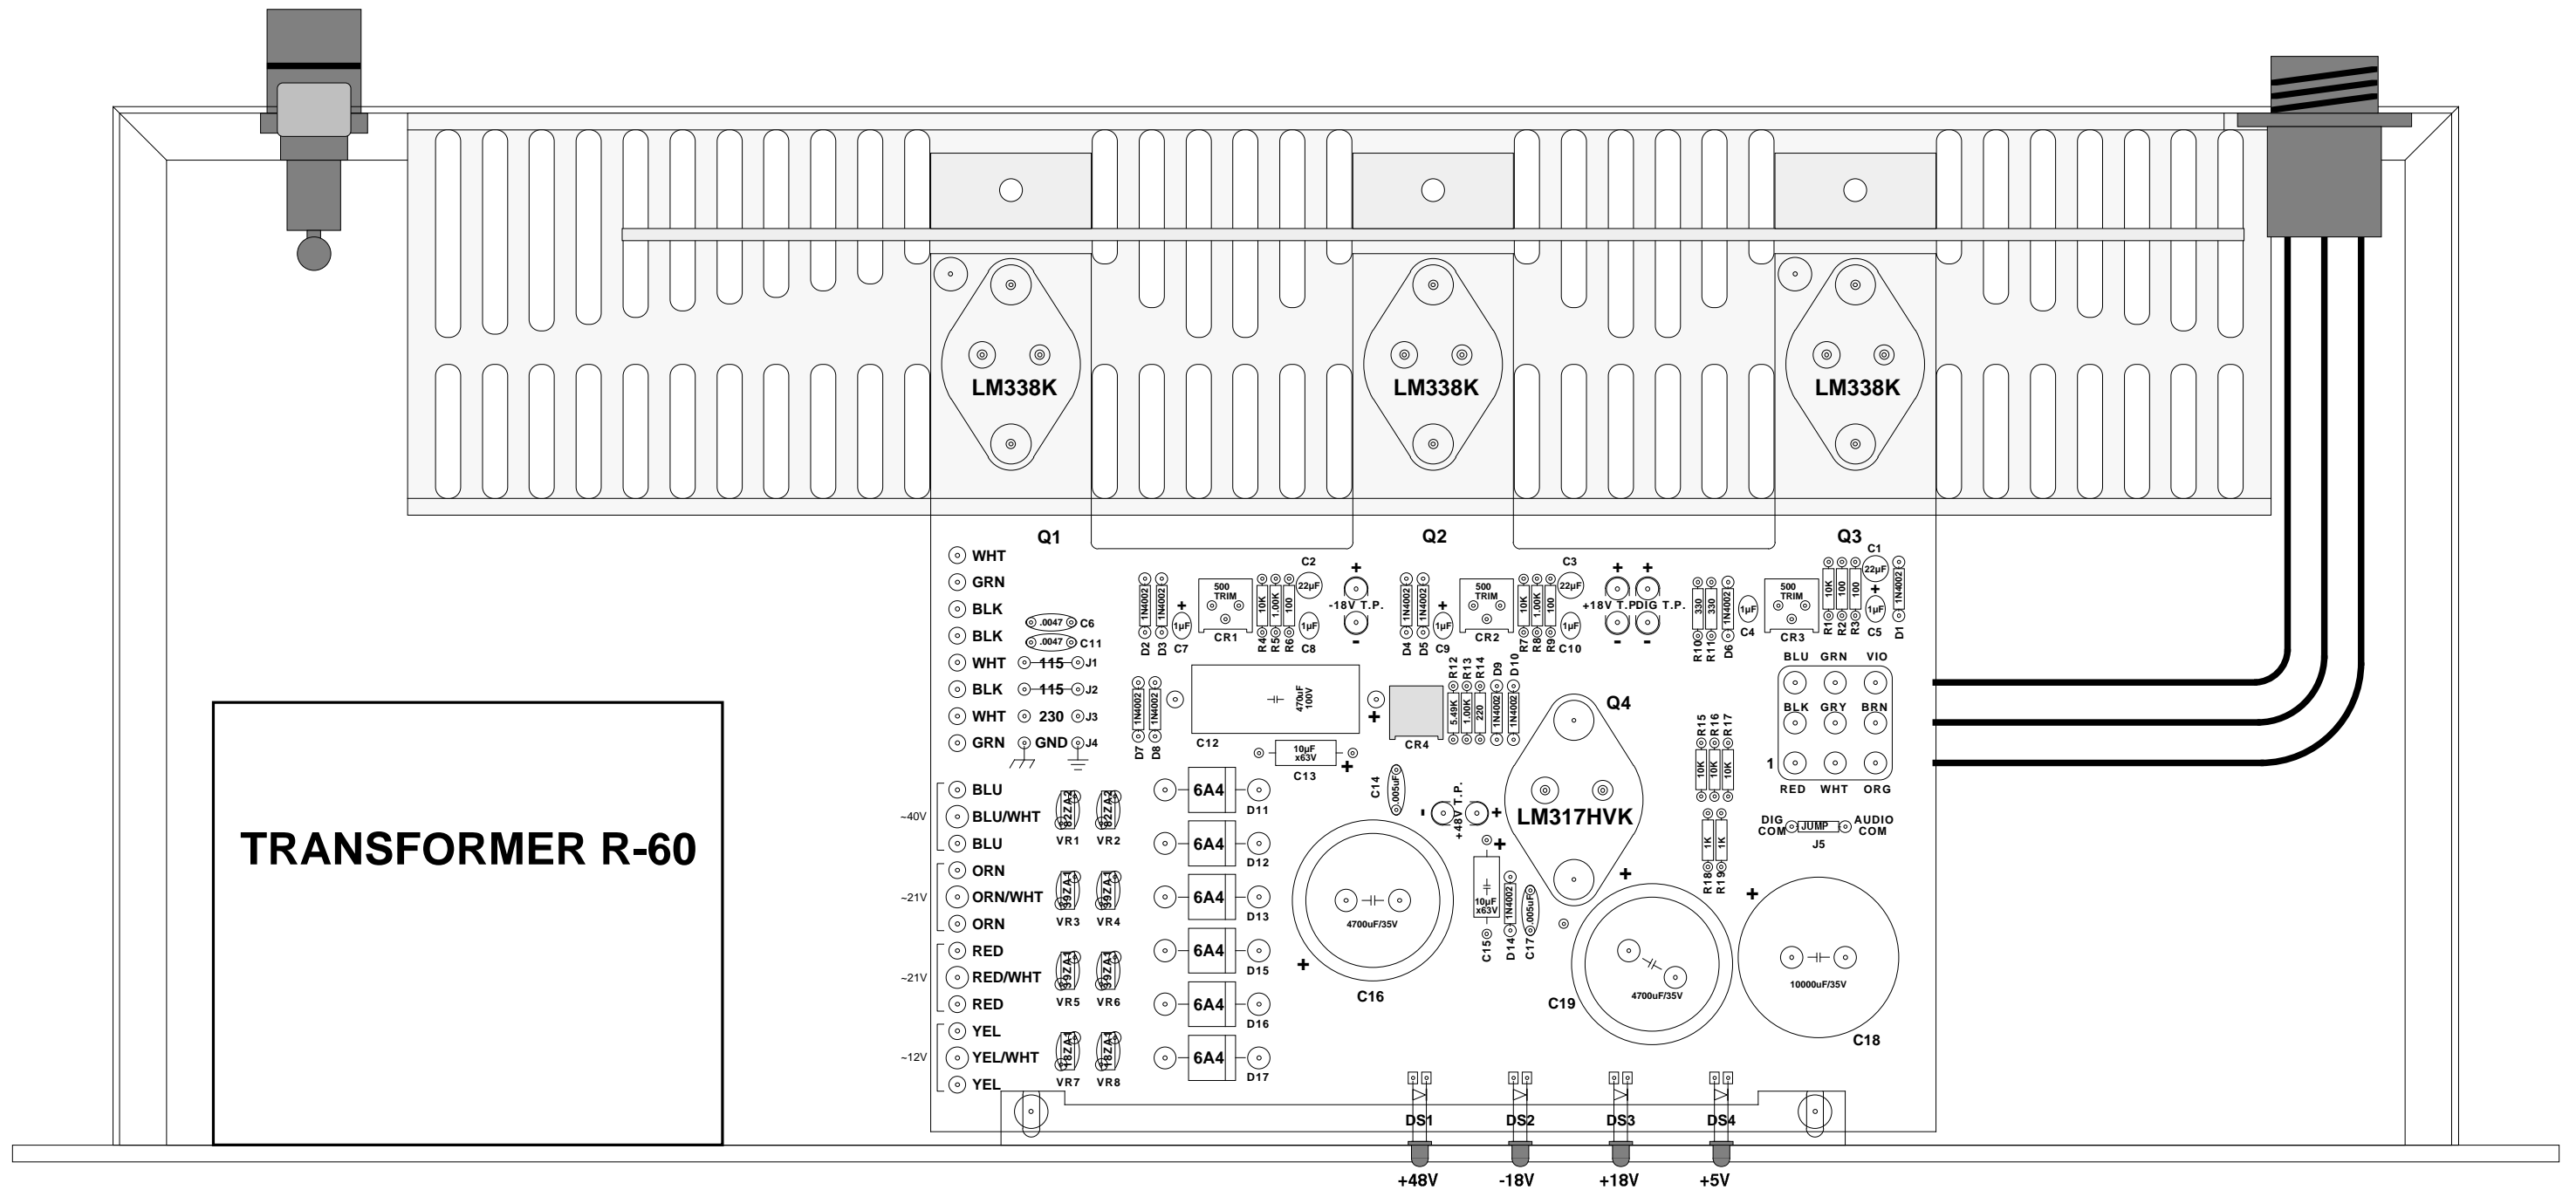 LM338K
LM338K
LM338K
Q1
Q2
Q3
WHT
GRN
BLK
BLK
WHT
BLK
WHT
GRN
.0047 C6
.0047 C11
115 J1
115 J2
230 J3
GND J4
1N4002
1N4002
D2
D3
+
1µF
C7
500
TRIM
CR1
10K
1.00K
100
R4
R5
R6
C2
22µF
1µF
C8
+
-18V T.P.
-
1N4002
1N4002
D4
D5
+
1µF
C9
500
TRIM
CR2
10K
1.00K
100
R7
R8
R9
C3
22µF
1µF
C10
+
+
+18V T.P.
DIG T.P.
-
-
330
330
1N4002
R10
R11
D6
1µF
C4
500
TRIM
CR3
10K
100
100
R1
R2
R3
C1
22µF
+
1µF
C5
1N4002
D1
1N4002
1N4002
D7
D8
470uF
100V
+
C12
10µF
x63V
+
C13
CR4
R12
R13
R14
D9
D10
5.49K
1.00K
220
1N4002
1N4002
Q4
LM317HVK
BLU GRN VIO
BLK GRY BRN
1
RED WHT ORG
R15
R16
R17
10K
10K
10K
DIG
COM
JUMP
AUDIO
COM
J5
1K
1K
R18
R19
C14
.005uF
-
+48V T.P.
+
+
10µF
x63V
C15
1N4002
D14
.005uF
C17
~40V
BLU
BLU/WHT
BLU
82ZA2
82ZA2
VR1
VR2
~21V
ORN
ORN/WHT
ORN
39ZA1
39ZA1
VR3
VR4
~21V
RED
RED/WHT
RED
39ZA1
39ZA1
VR5
VR6
~12V
YEL
YEL/WHT
YEL
18ZA1
18ZA1
VR7
VR8
6A4
D11
6A4
D12
6A4
D13
6A4
D15
6A4
D16
6A4
D17
4700uF/35V
+
C16
+
4700uF/35V
C19
+
10000uF/35V
C18
TRANSFORMER R-60
DS1
DS2
DS3
DS4
+48V
-18V
+18V
+5V